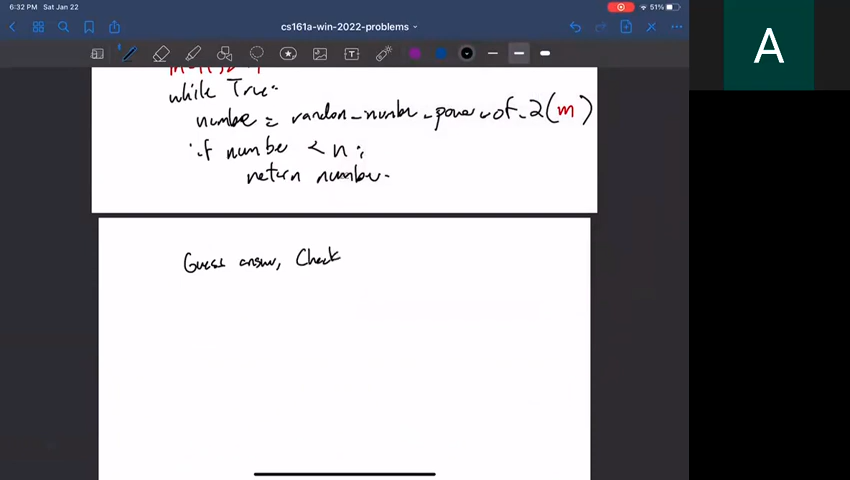 6:32 PM Sat Jan 22
51%
cs161a-win-2022-problems
while True:
number = random_number_power_of_2(m)
if number < n:
return number.
Guess answer, Check
A